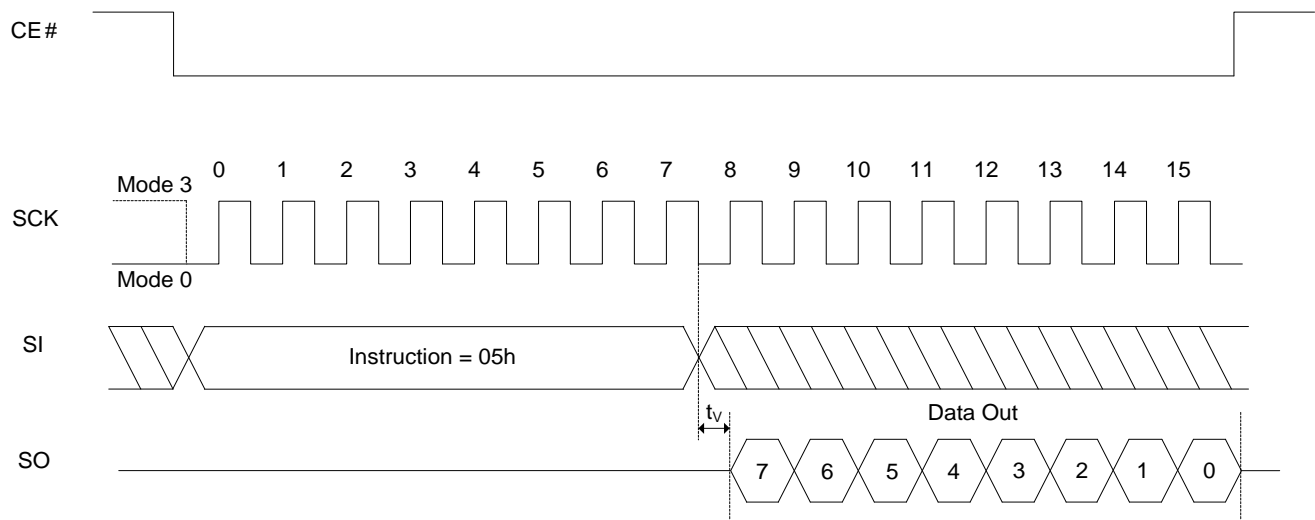 CE#
0 1 2 3 4 5 6 7 8 9 10 11 12 13 14 15
Mode 3
SCK
Mode 0
SI
Instruction = 05h
tV
Data Out
SO
7 6 5 4 3 2 1 0